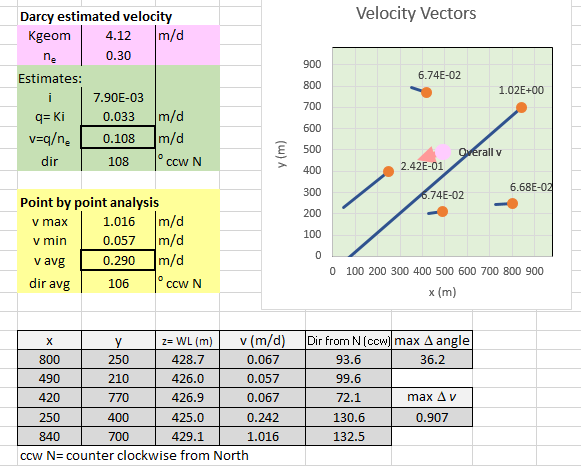 Darcy estimated velocity
Kgeom 4.12 m/d
ne 0.30
Estimates:
i 7.90E-03
q= Ki 0.033 m/d
v=q/ne 0.108 m/d
dir 108 ° ccw N
Point by point analysis
v max 1.016 m/d
v min 0.057 m/d
v avg 0.290 m/d
dir avg 106 ° ccw N
Velocity Vectors
y (m)
900
800
700
600
500
400
300
200
100
0
6.74E-02
1.02E+00
Overall v
2.42E-01
6.74E-02
6.68E-02
0 100 200 300 400 500 600 700 800 900
x (m)
x y z= WL (m) v (m/d) Dir from N (ccw) max Δ angle
800 250 428.7 0.067 93.6 36.2
490 210 426.0 0.057 99.6
420 770 426.9 0.067 72.1 max Δ v
250 400 425.0 0.242 130.6 0.907
840 700 429.1 1.016 132.5
ccw N= counter clockwise from North